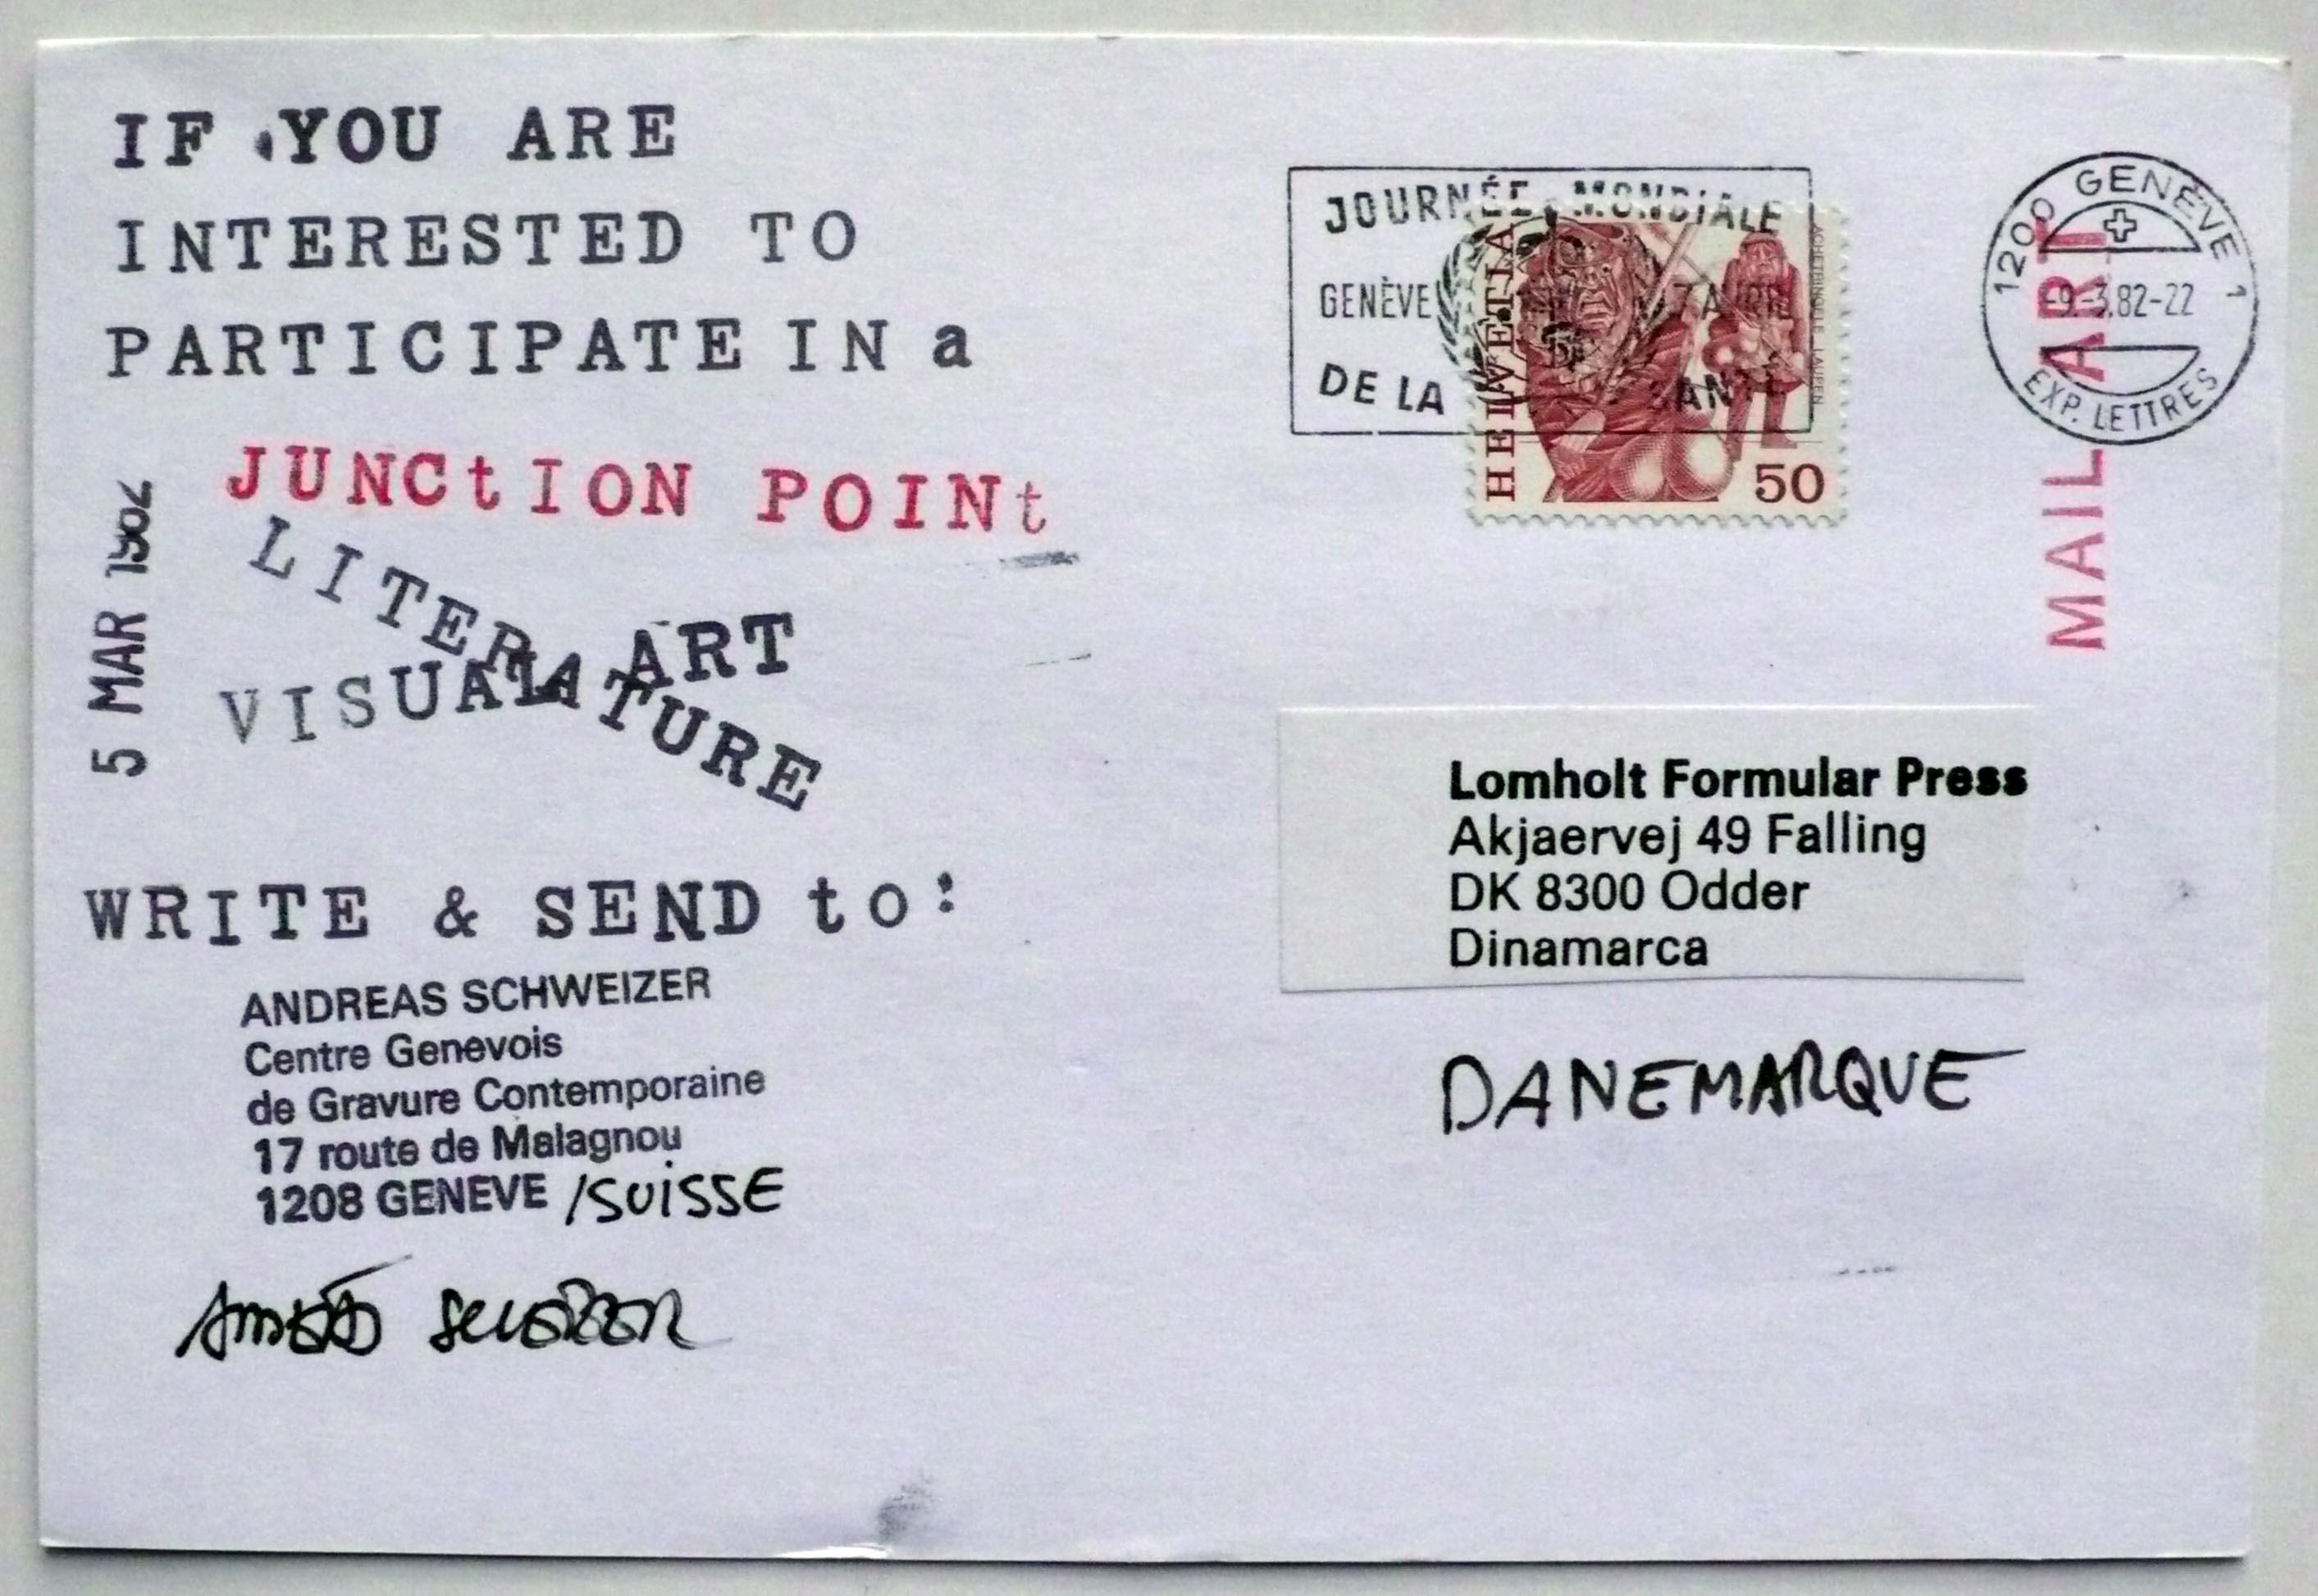 IF YOU ARE
INTERESTED TO
PARTICIPATE IN a
JUNCtION POINt
LITERATURE
VISUAL ART
5 MAR 1982
WRITE & SEND to:
ANDREAS SCHWEIZER
Centre Genevois
de Gravure Contemporaine
17 route de Malagnou
1208 GENEVE /SUISSE
JOURNÉE MONDIALE
GENÈVE 7 AVRIL
DE LA SANTÉ
HELVETIA
50
1200 GENÈVE 1
-9.-3.82-22
EXP. LETTRES
MAIL ART
Lomholt Formular Press
Akjaervej 49 Falling
DK 8300 Odder
Dinamarca
DANEMARQUE